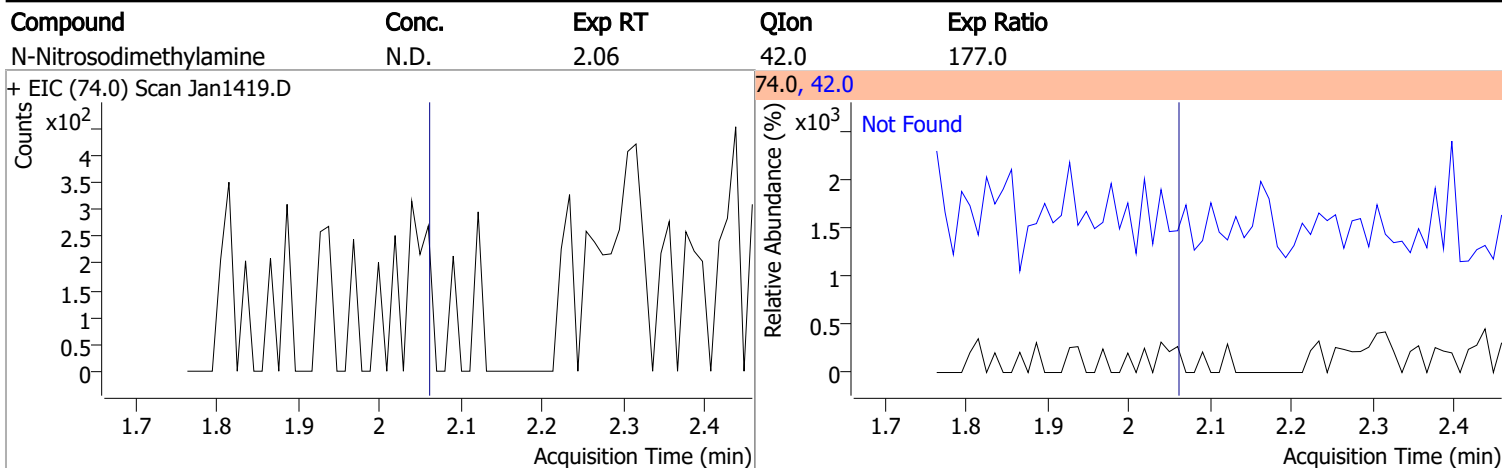 Compound Conc. Exp RT QIon Exp Ratio
N-Nitrosodimethylamine N.D. 2.06 42.0 177.0
+ EIC (74.0) Scan Jan1419.D
Counts
x10²
4
3.5
3
2.5
2
1.5
1
0.5
0
1.7 1.8 1.9 2 2.1 2.2 2.3 2.4
Acquisition Time (min)
74.0, 42.0
Relative Abundance (%)
x10³
Not Found
2
1.5
1
0.5
0
1.7 1.8 1.9 2 2.1 2.2 2.3 2.4
Acquisition Time (min)